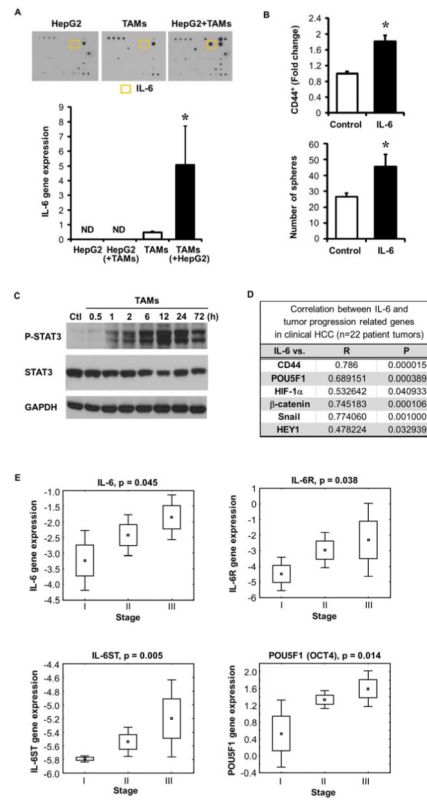 A
HepG2 TAMs HepG2+TAMs
IL-6
IL-6 gene expression
9
8
7
6
5
4
3
2
1
0
*
ND ND
HepG2 HepG2 (+TAMs) TAMs TAMs (+HepG2)
B
CD44+ (Fold change)
2.4
2.0
1.6
1.2
0.8
0.4
0.0
*
Control IL-6
Number of spheres
60
50
40
30
20
10
0
*
Control IL-6
C
TAMs
Ctl 0.5 1 2 6 12 24 72 (h)
P-STAT3
STAT3
GAPDH
D
Correlation between IL-6 and
tumor progression related genes
in clinical HCC (n=22 patient tumors)
IL-6 vs. R P
CD44 0.786 0.000015
POU5F1 0.689151 0.000389
HIF-1α 0.532642 0.040933
β-catenin 0.745183 0.000106
Snail 0.774060 0.001000
HEY1 0.478224 0.032939
E
IL-6, p = 0.045
IL-6 gene expression
-1.0
-1.5
-2.0
-2.5
-3.0
-3.5
-4.0
-4.5
I II III
Stage
IL-6R, p = 0.038
IL-6R gene expression
1
0
-1
-2
-3
-4
-5
-6
I II III
Stage
IL-6ST, p = 0.005
IL-6ST gene expression
-4.4
-4.6
-4.8
-5.0
-5.2
-5.4
-5.6
-5.8
-6.0
I II III
Stage
POU5F1 (OCT4), p = 0.014
POU5F1 gene expression
2.2
1.8
1.4
1.0
0.6
0.2
-0.2
-0.4
I II III
Stage